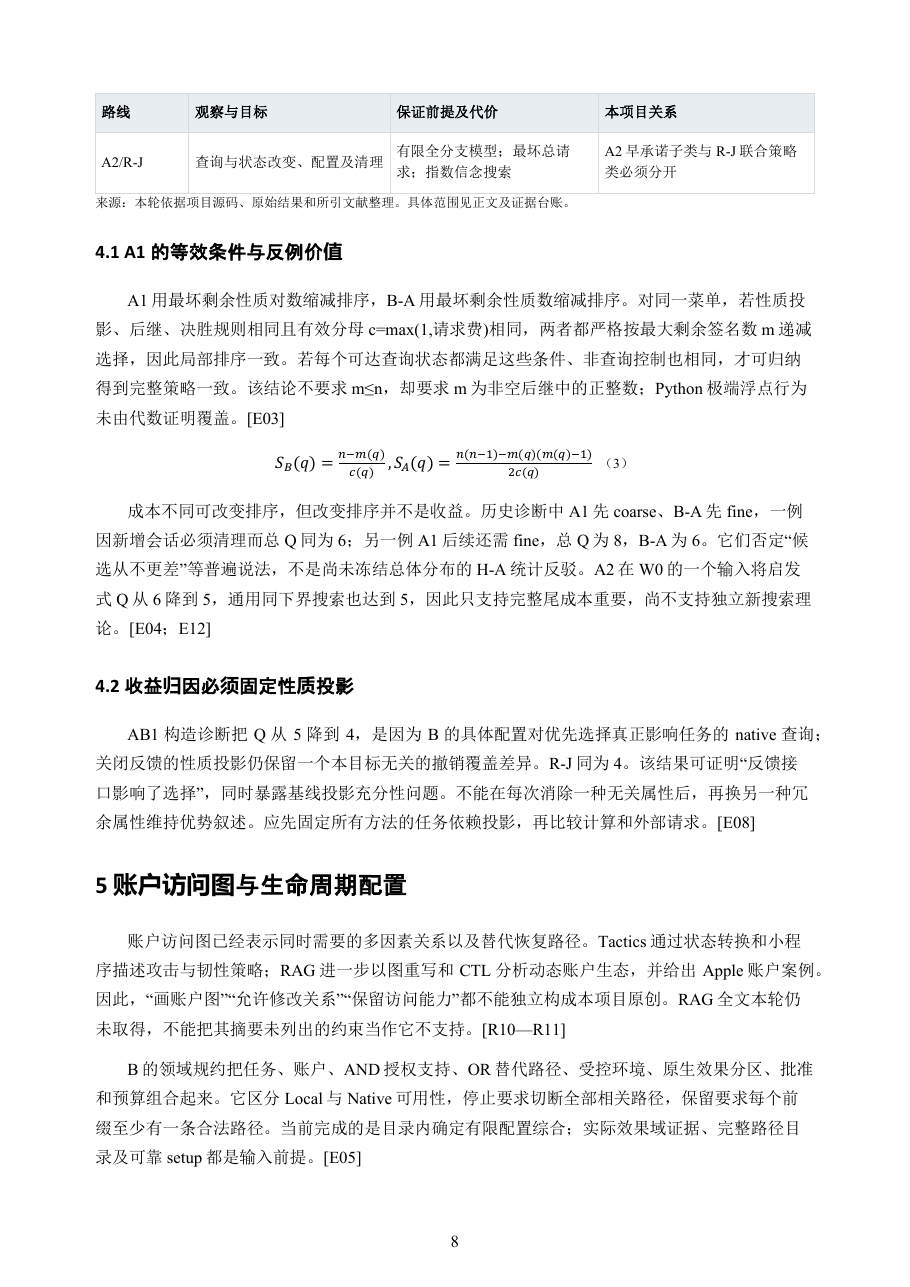 路线 观察与目标 保证前提及代价 本项目关系
A2/R-J 查询与状态改变、配置及清理 有限全分支模型；最坏总请求；指数信念搜索 A2 早承诺子类与 R-J 联合策略类必须分开
来源：本轮依据项目源码、原始结果和所引文献整理。具体范围见正文及证据台账。
4.1 A1 的等效条件与反例价值
A1 用最坏剩余性质对数缩减排序，B-A 用最坏剩余性质数缩减排序。对同一菜单，若性质投
影、后继、决胜规则相同且有效分母 c=max(1,请求费)相同，两者都严格按最大剩余签名数 m 递减
选择，因此局部排序一致。若每个可达查询状态都满足这些条件、非查询控制也相同，才可归纳
得到完整策略一致。该结论不要求 m≤n，却要求 m 为非空后继中的正整数；Python 极端浮点行为
未由代数证明覆盖。[E03]
S_B(q) = \frac{n−m(q)}{c(q)}, S_A(q) = \frac{n(n−1)−m(q)(m(q)−1)}{2c(q)} （3）
成本不同可改变排序，但改变排序并不是收益。历史诊断中 A1 先 coarse、B-A 先 fine，一例
因新增会话必须清理而总 Q 同为 6；另一例 A1 后续还需 fine，总 Q 为 8，B-A 为 6。它们否定“候
选从不更差”等普遍说法，不是尚未冻结总体分布的 H-A 统计反驳。A2 在 W0 的一个输入将启发
式 Q 从 6 降到 5，通用同下界搜索也达到 5，因此只支持完整尾成本重要，尚不支持独立新搜索理
论。[E04；E12]
4.2 收益归因必须固定性质投影
AB1 构造诊断把 Q 从 5 降到 4，是因为 B 的具体配置对优先选择真正影响任务的 native 查询；
关闭反馈的性质投影仍保留一个本目标无关的撤销覆盖差异。R-J 同为 4。该结果可证明“反馈接
口影响了选择”，同时暴露基线投影充分性问题。不能在每次消除一种无关属性后，再换另一种冗
余属性维持优势叙述。应先固定所有方法的任务依赖投影，再比较计算和外部请求。[E08]
5 账户访问图与生命周期配置
账户访问图已经表示同时需要的多因素关系以及替代恢复路径。Tactics 通过状态转换和小程
序描述攻击与韧性策略；RAG 进一步以图重写和 CTL 分析动态账户生态，并给出 Apple 账户案例。
因此，“画账户图”“允许修改关系”“保留访问能力”都不能独立构成本项目原创。RAG 全文本轮仍
未取得，不能把其摘要未列出的约束当作它不支持。[R10—R11]
B 的领域规约把任务、账户、AND 授权支持、OR 替代路径、受控环境、原生效果分区、批准
和预算组合起来。它区分 Local 与 Native 可用性，停止要求切断全部相关路径，保留要求每个前
缀至少有一条合法路径。当前完成的是目录内确定有限配置综合；实际效果域证据、完整路径目
录及可靠 setup 都是输入前提。[E05]
8